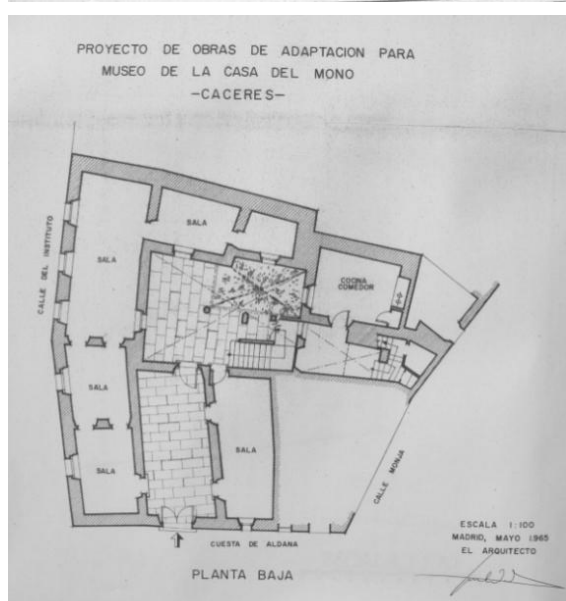 PROYECTO DE OBRAS DE ADAPTACION PARA
MUSEO DE LA CASA DEL MONO
-CACERES-
SALA
CALLE DEL INSTITUTO
SALA
COCINA
COMEDOR
SALA
SALA
SALA
CALLE MONJA
CUESTA DE ALDANA
PLANTA BAJA
ESCALA 1:100
MADRID, MAYO 1965
EL ARQUITECTO